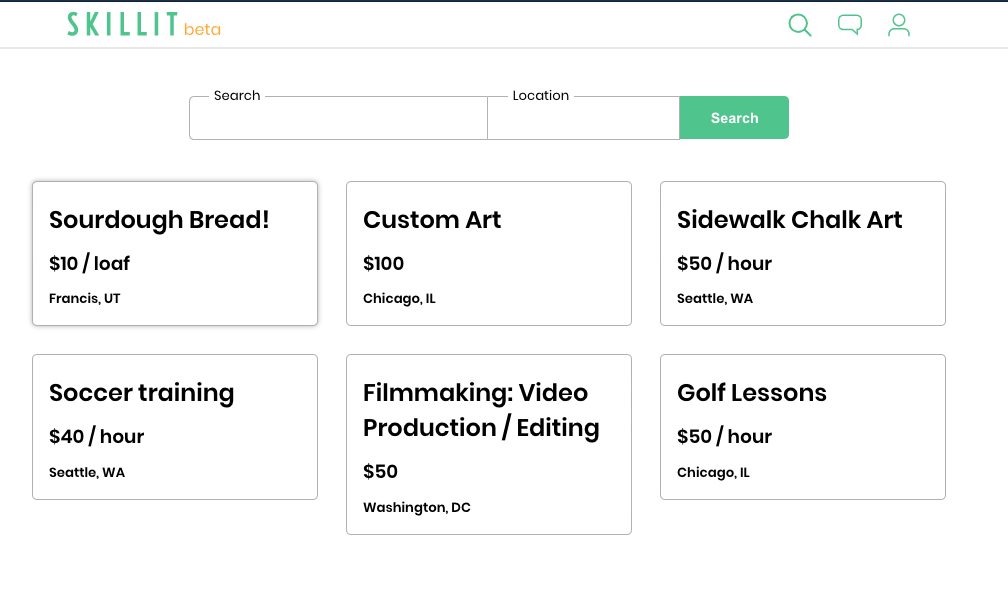 SKILLIT beta
Search
Location
Search
Sourdough Bread!
$10 / loaf
Francis, UT
Custom Art
$100
Chicago, IL
Sidewalk Chalk Art
$50 / hour
Seattle, WA
Soccer training
$40 / hour
Seattle, WA
Filmmaking: Video
Production / Editing
$50
Washington, DC
Golf Lessons
$50 / hour
Chicago, IL